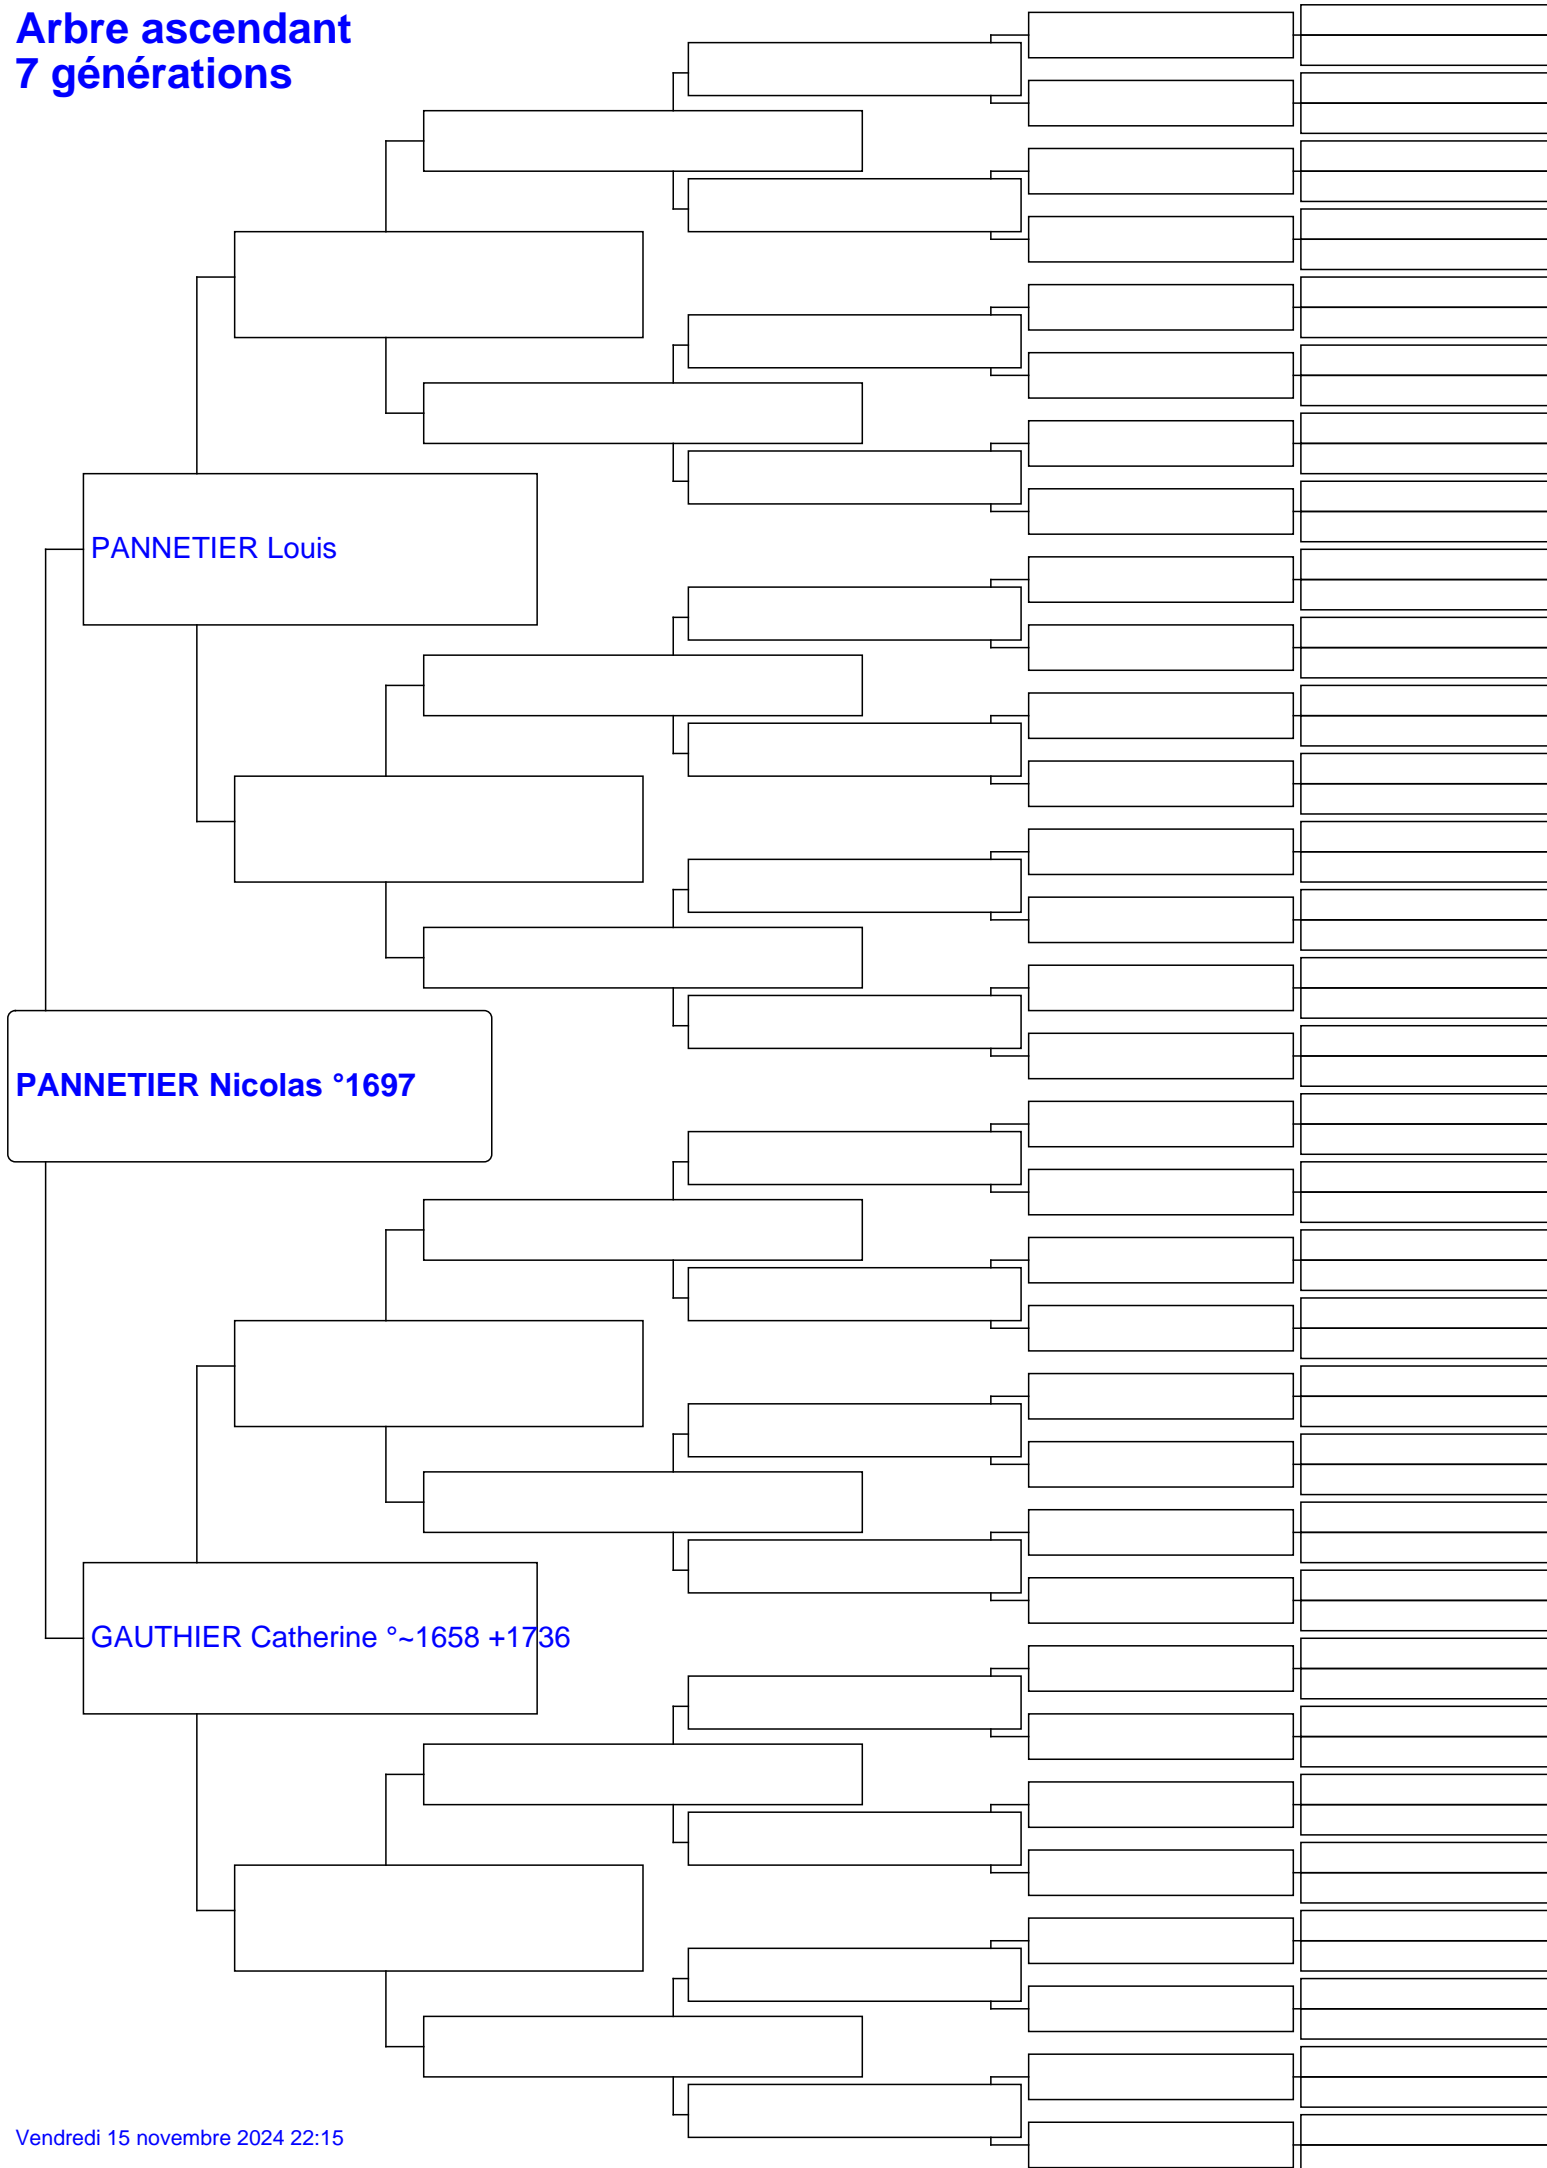 Arbre ascendant
7 générations
PANNETIER Louis
PANNETIER Nicolas °1697
GAUTHIER Catherine °~1658 +1736
Vendredi 15 novembre 2024 22:15